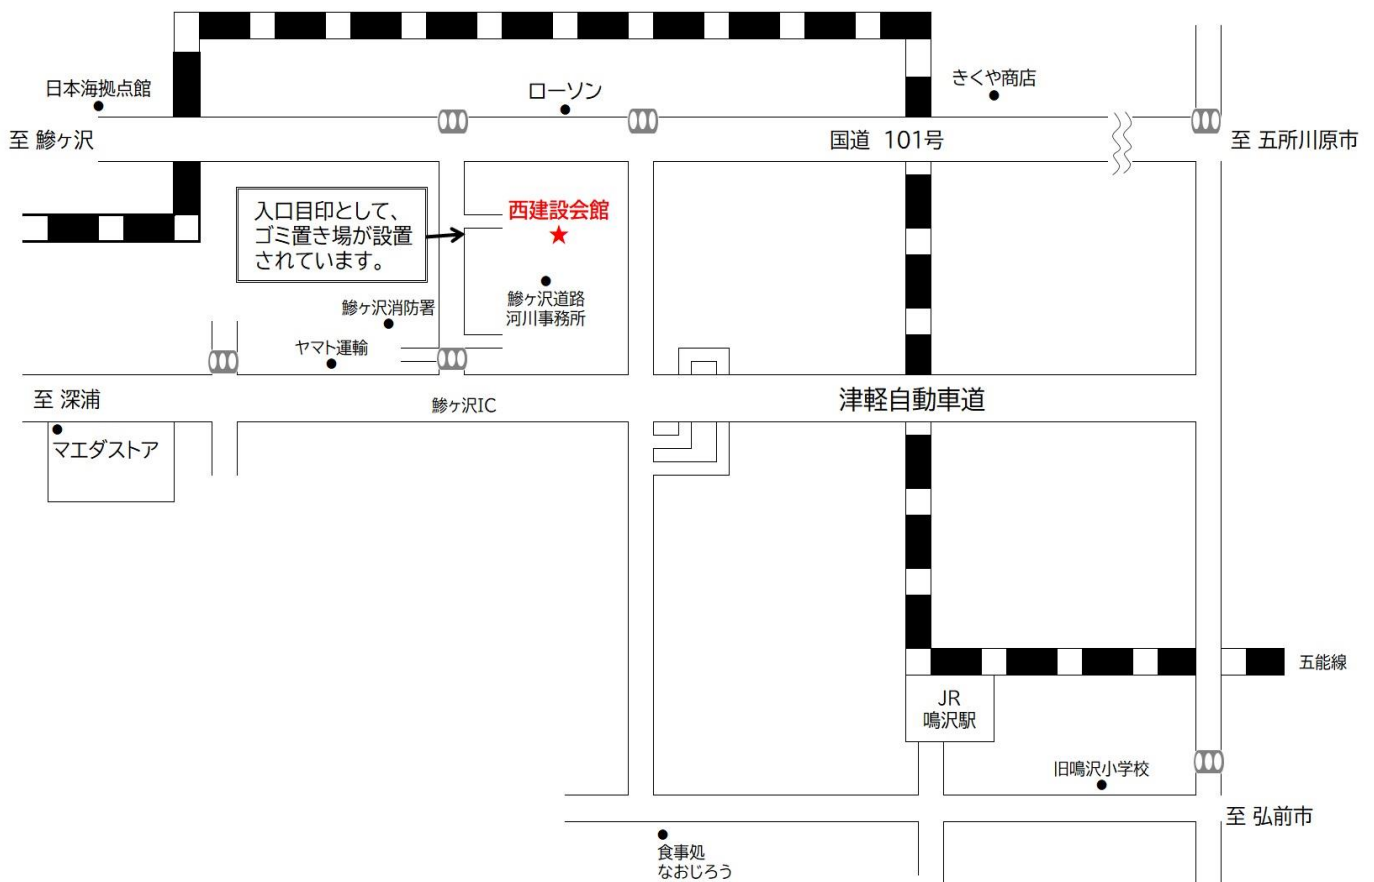 日本海拠点館
ローソン
きくや商店
至 鰺ヶ沢
国道 101号
至 五所川原市
入口目印として、
ゴミ置き場が設置
されています。
西建設会館
鰺ヶ沢道路
河川事務所
鰺ヶ沢消防署
ヤマト運輸
至 深浦
鰺ヶ沢IC
津軽自動車道
マエダストア
五能線
JR
鳴沢駅
旧鳴沢小学校
至 弘前市
食事処
なおじろう